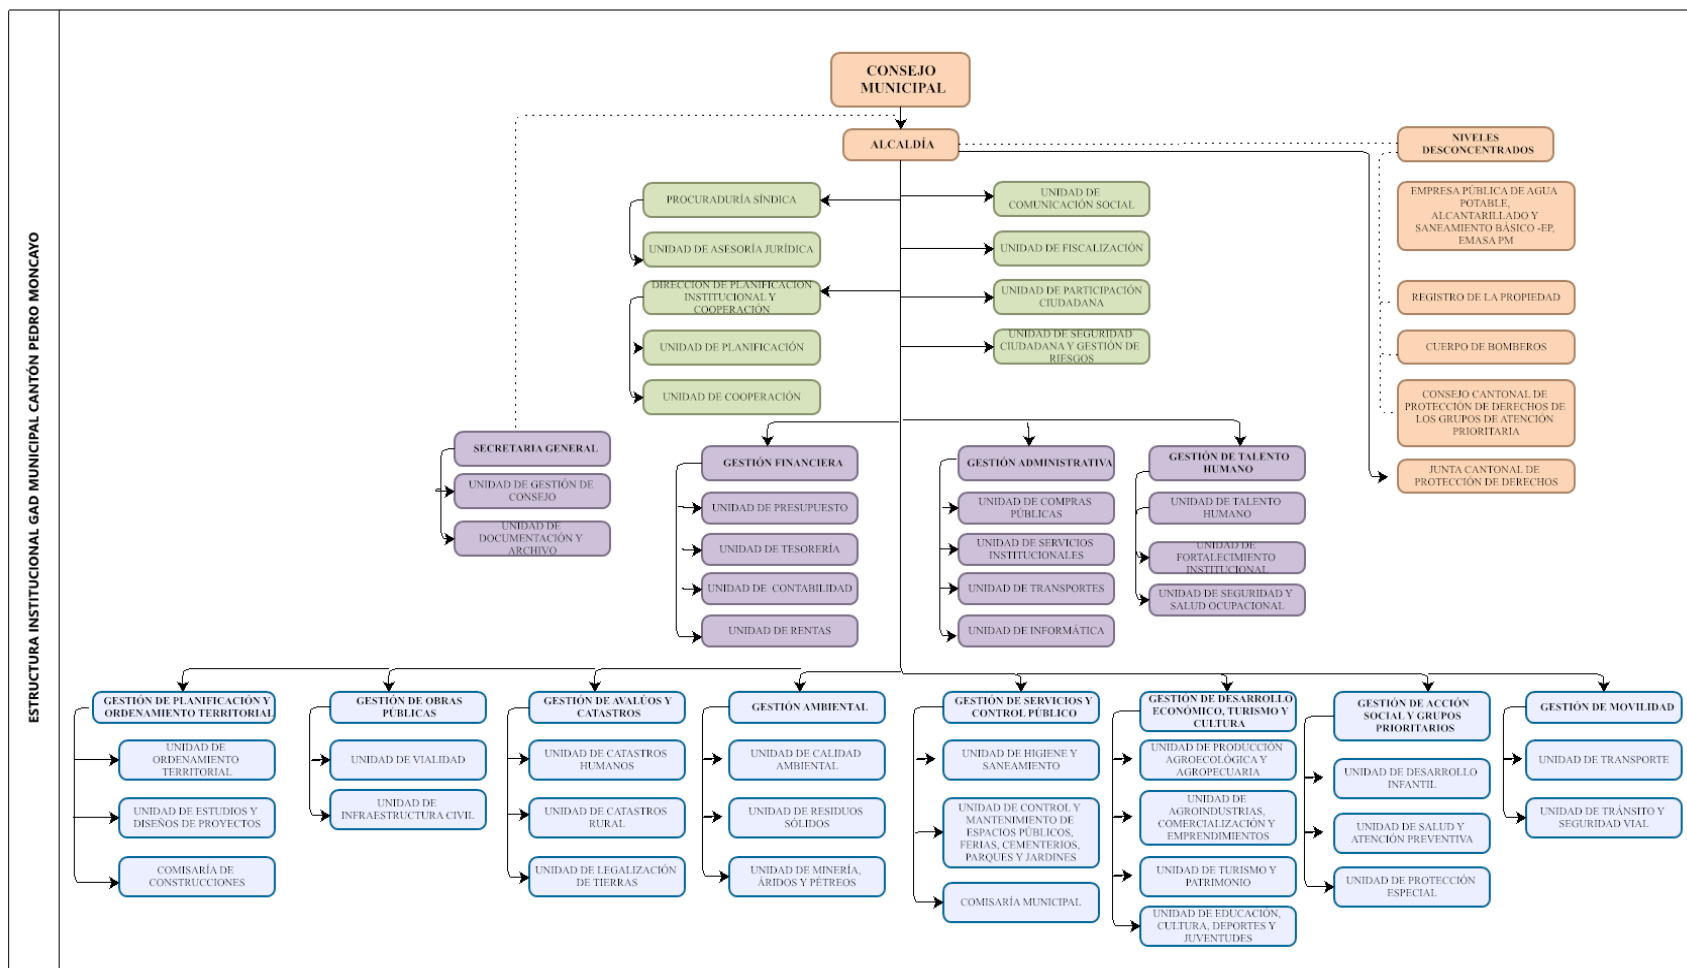 ESTRUCTURA INSTITUCIONAL GAD MUNICIPAL CANTÓN PEDRO MONCAYO
CONSEJO
MUNICIPAL
ALCALDÍA
NIVELES
DESCONCENTRADOS
PROCURADURÍA SÍNDICA
UNIDAD DE ASESORÍA JURÍDICA
DIRECCIÓN DE PLANIFICACIÓN
INSTITUCIONAL Y
COOPERACIÓN
UNIDAD DE PLANIFICACIÓN
UNIDAD DE COOPERACIÓN
UNIDAD DE
COMUNICACIÓN SOCIAL
UNIDAD DE FISCALIZACIÓN
UNIDAD DE PARTICIPACIÓN
CIUDADANA
UNIDAD DE SEGURIDAD
CIUDADANA Y GESTIÓN DE
RIESGOS
EMPRESA PÚBLICA DE AGUA
POTABLE,
ALCANTARILLADO Y
SANEAMIENTO BÁSICO -EP,
EMASA PM
REGISTRO DE LA PROPIEDAD
CUERPO DE BOMBEROS
CONSEJO CANTONAL DE
PROTECCIÓN DE DERECHOS DE
LOS GRUPOS DE ATENCIÓN
PRIORITARIA
JUNTA CANTONAL DE
PROTECCIÓN DE DERECHOS
SECRETARIA GENERAL
UNIDAD DE GESTIÓN DE
CONSEJO
UNIDAD DE
DOCUMENTACIÓN Y
ARCHIVO
GESTIÓN FINANCIERA
UNIDAD DE PRESUPUESTO
UNIDAD DE TESORERÍA
UNIDAD DE CONTABILIDAD
UNIDAD DE RENTAS
GESTIÓN ADMINISTRATIVA
UNIDAD DE COMPRAS
PÚBLICAS
UNIDAD DE SERVICIOS
INSTITUCIONALES
UNIDAD DE TRANSPORTES
UNIDAD DE INFORMÁTICA
GESTIÓN DE TALENTO
HUMANO
UNIDAD DE TALENTO
HUMANO
UNIDAD DE
FORTALECIMIENTO
INSTITUCIONAL
UNIDAD DE SEGURIDAD Y
SALUD OCUPACIONAL
GESTIÓN DE PLANIFICACIÓN Y
ORDENAMIENTO TERRITORIAL
UNIDAD DE
ORDENAMIENTO
TERRITORIAL
UNIDAD DE ESTUDIOS Y
DISEÑOS DE PROYECTOS
COMISARÍA DE
CONSTRUCCIONES
GESTIÓN DE OBRAS
PÚBLICAS
UNIDAD DE VIALIDAD
UNIDAD DE
INFRAESTRUCTURA CIVIL
GESTIÓN DE AVALÚOS Y
CATASTROS
UNIDAD DE CATASTROS
HUMANOS
UNIDAD DE CATASTROS
RURAL
UNIDAD DE LEGALIZACIÓN
DE TIERRAS
GESTIÓN AMBIENTAL
UNIDAD DE CALIDAD
AMBIENTAL
UNIDAD DE RESIDUOS
SÓLIDOS
UNIDAD DE MINERÍA,
ÁRIDOS Y PÉTREOS
GESTIÓN DE SERVICIOS Y
CONTROL PÚBLICO
UNIDAD DE HIGIENE Y
SANEAMIENTO
UNIDAD DE CONTROL Y
MANTENIMIENTO DE
ESPACIOS PÚBLICOS,
FERIAS, CEMENTERIOS,
PARQUES Y JARDINES
COMISARÍA MUNICIPAL
GESTIÓN DE DESARROLLO
ECONÓMICO, TURISMO Y
CULTURA
UNIDAD DE PRODUCCIÓN
AGROECOLÓGICA Y
AGROPECUARIA
UNIDAD DE
AGROINDUSTRIAS,
COMERCIALIZACIÓN Y
EMPRENDIMIENTOS
UNIDAD DE TURISMO Y
PATRIMONIO
UNIDAD DE EDUCACIÓN,
CULTURA, DEPORTES Y
JUVENTUDES
GESTIÓN DE ACCIÓN
SOCIAL Y GRUPOS
PRIORITARIOS
UNIDAD DE DESARROLLO
INFANTIL
UNIDAD DE SALUD Y
ATENCIÓN PREVENTIVA
UNIDAD DE PROTECCIÓN
ESPECIAL
GESTIÓN DE MOVILIDAD
UNIDAD DE TRANSPORTE
UNIDAD DE TRÁNSITO Y
SEGURIDAD VIAL